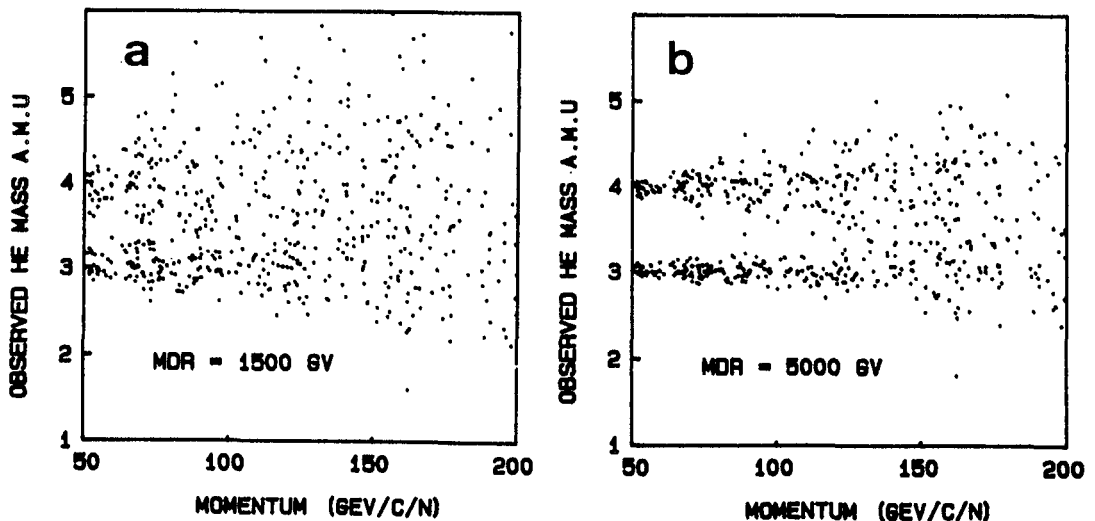 a
OBSERVED HE MASS A.M.U
5
4
3
2
1
MDR = 1500 GV
50 100 150 200
MOMENTUM (GEV/C/N)
b
OBSERVED HE MASS A.M.U
5
4
3
2
1
MDR = 5000 GV
50 100 150 200
MOMENTUM (GEV/C/N)